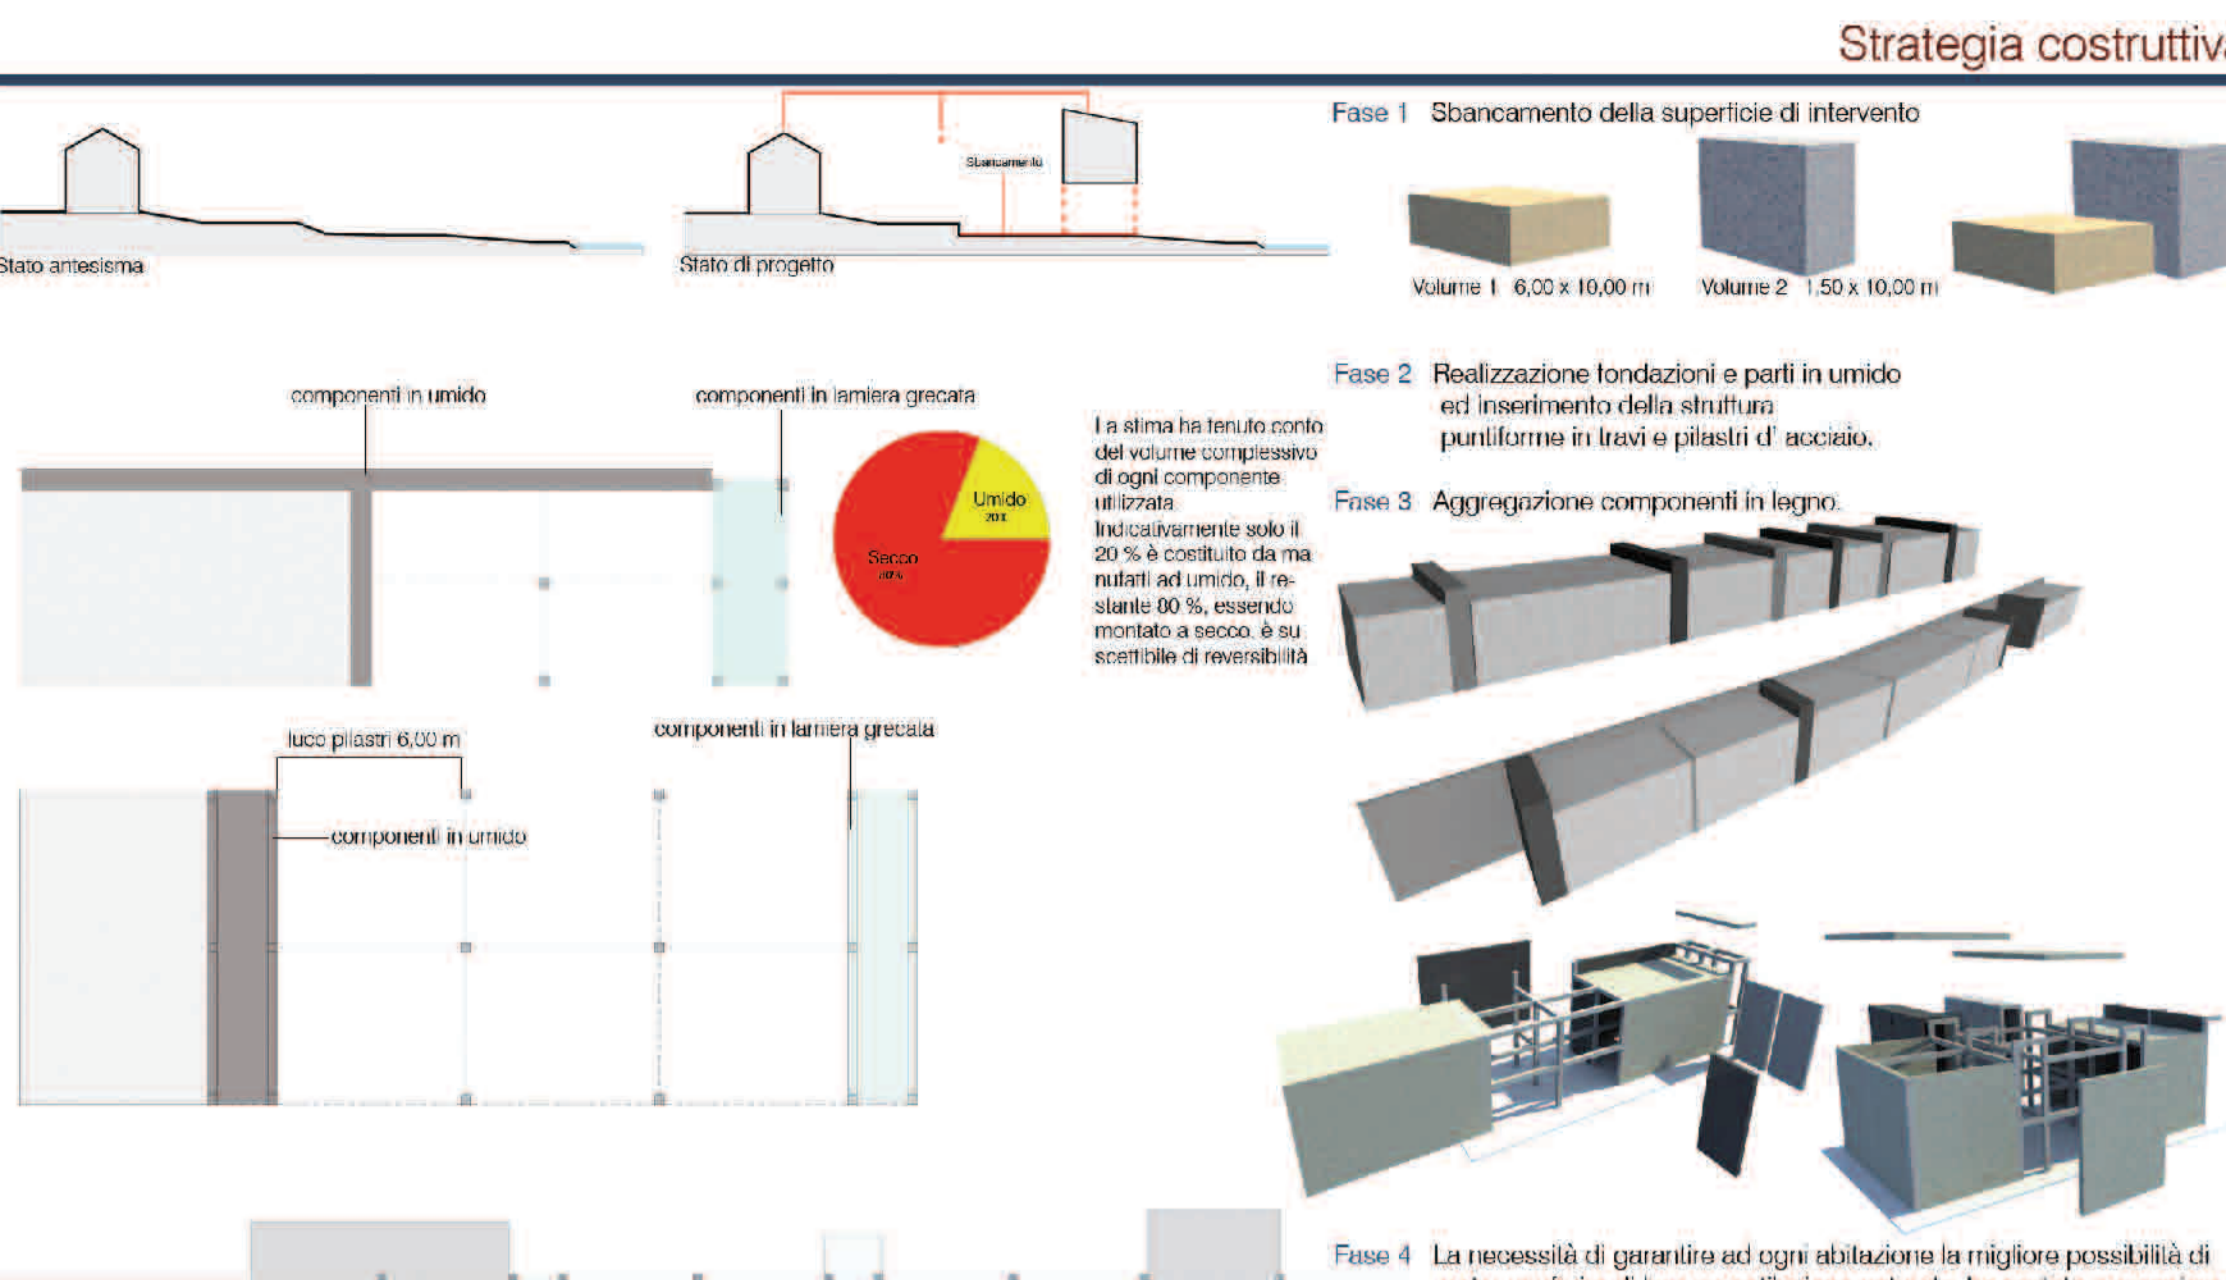 Strategia costruttiva
Sbancamento
Stato antesisma
Stato di progetto
Fase 1 Sbancamento della superficie di intervento
Volume 1 6,00 x 10,00 m
Volume 2 1,50 x 10,00 m
componenti in umido
componenti in lamiera grecata
Umido
20%
Secco
80%
La stima ha tenuto conto
del volume complessivo
di ogni componente
utilizzata.
Indicativamente solo il
20 % è costituito da ma
nufatti ad umido, il re-
stante 80 %, essendo
montato a secco, è su
scettibile di reversibilità
Fase 2 Realizzazione fondazioni e parti in umido
ed inserimento della struttura
puntiforme in travi e pilastri d' acciaio.
Fase 3 Aggregazione componenti in legno.
luce pilastri 6,00 m
componenti in lamiera grecata
componenti in umido
Fase 4 La necessità di garantire ad ogni abitazione la migliore possibilità di